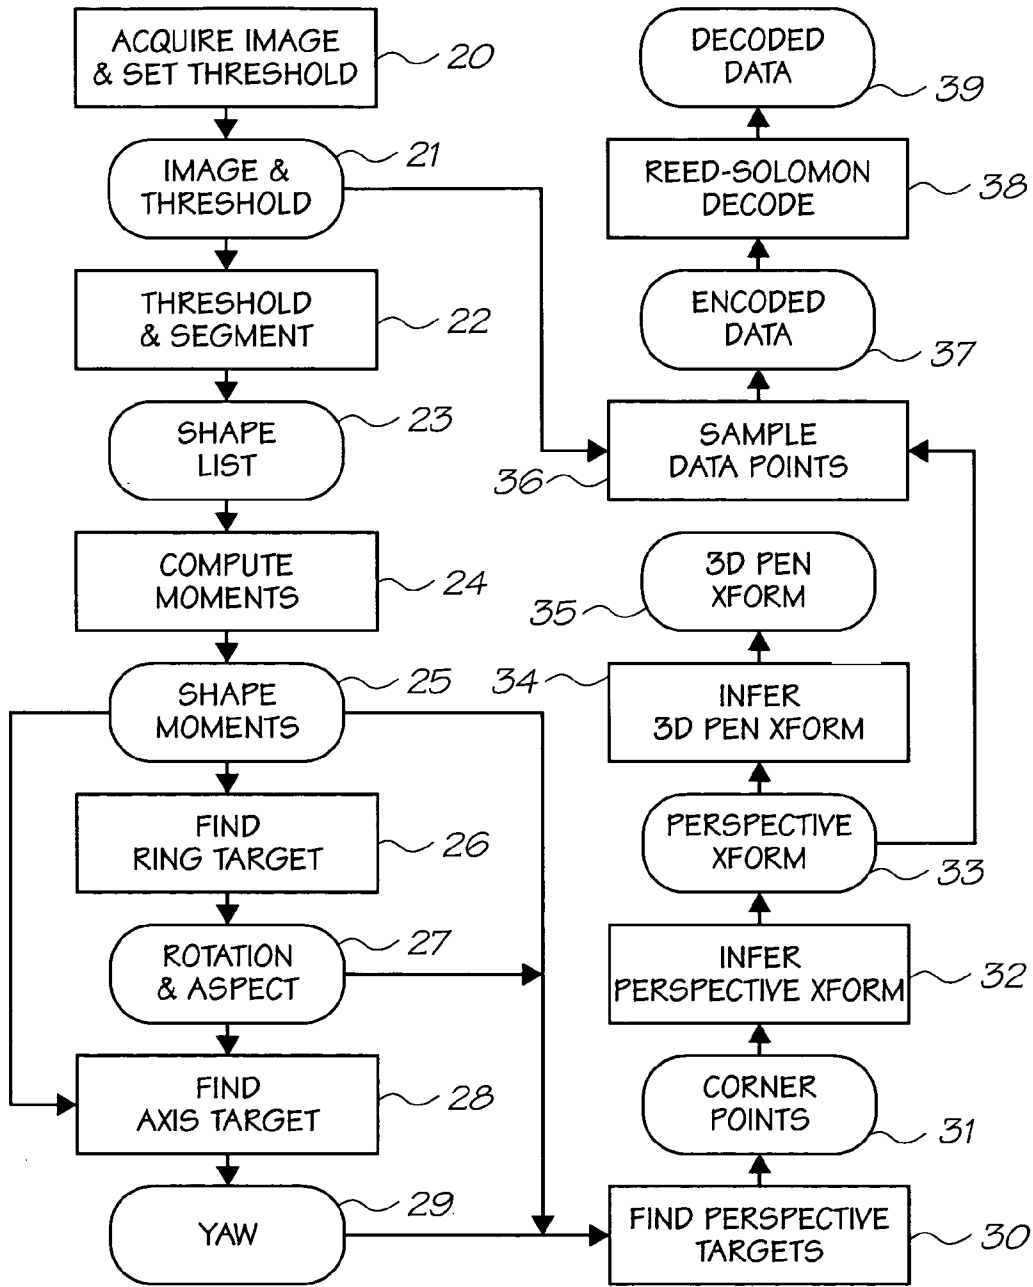 ACQUIRE IMAGE
& SET THRESHOLD
20
IMAGE &
THRESHOLD
21
THRESHOLD
& SEGMENT
22
SHAPE
LIST
23
COMPUTE
MOMENTS
24
SHAPE
MOMENTS
25
FIND
RING TARGET
26
ROTATION
& ASPECT
27
FIND
AXIS TARGET
28
YAW
29
FIND PERSPECTIVE
TARGETS
30
CORNER
POINTS
31
INFER
PERSPECTIVE XFORM
32
PERSPECTIVE
XFORM
33
INFER
3D PEN XFORM
34
3D PEN
XFORM
35
SAMPLE
DATA POINTS
36
ENCODED
DATA
37
REED-SOLOMON
DECODE
38
DECODED
DATA
39